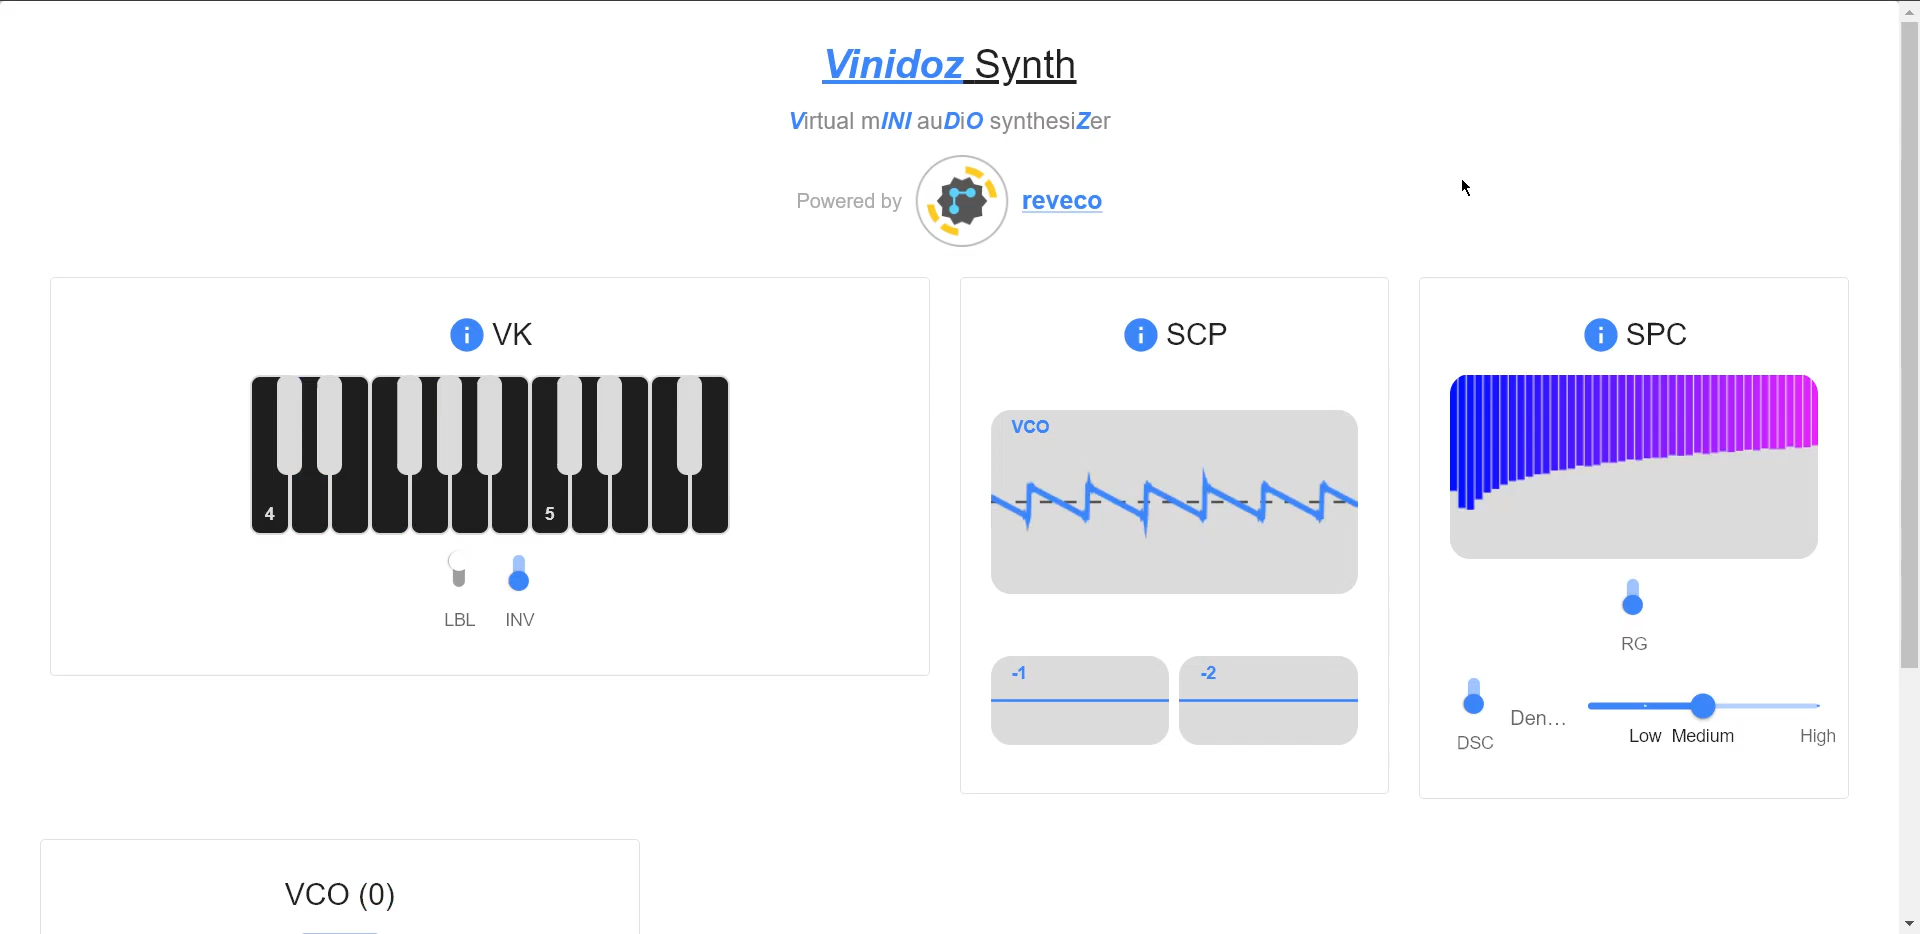 Vinidoz Synth
Virtual mINI auDiO synthesiZer
Powered by reveco
VK
4 5
LBL INV
SCP
VCO
-1 -2
SPC
RG
DSC Den… Low Medium High
VCO (0)